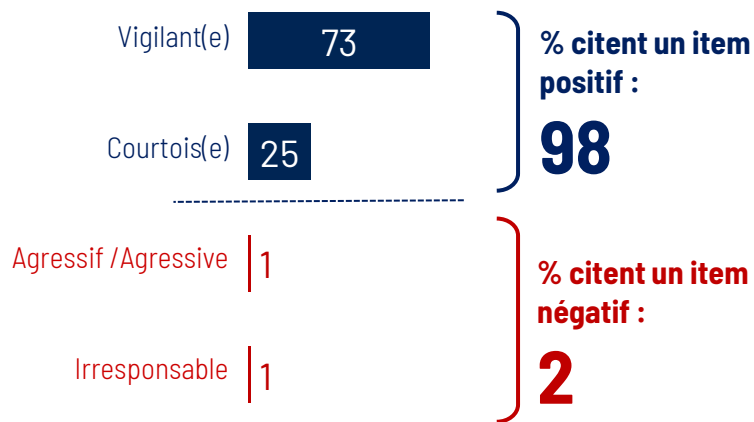 Vigilant(e)
73
% citent un item
positif :
98
Courtois(e)
25
Agressif /Agressive
1
% citent un item
négatif :
2
Irresponsable
1